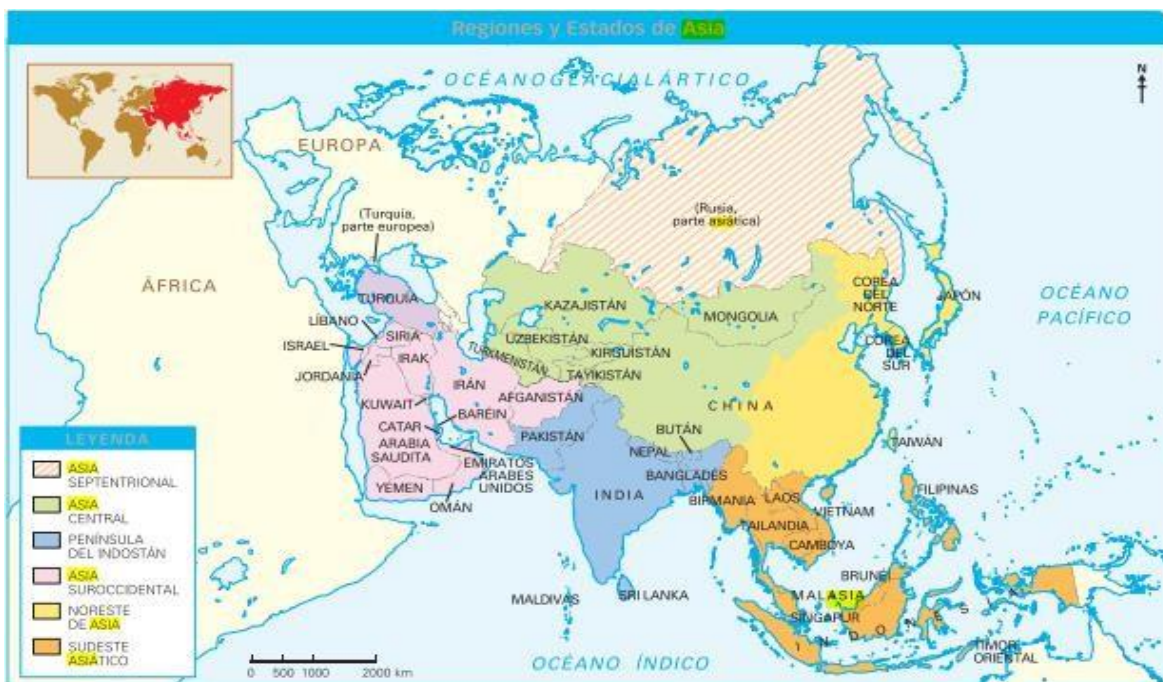 Regiones y Estados de Asia
OCÉANO GLACIAL ÁRTICO
N
EUROPA
(Turquía,
parte europea)
(Rusia,
parte asiática)
ÁFRICA
TURQUÍA
KAZAJISTÁN
MONGOLIA
COREA
DEL
NORTE
JAPÓN
OCÉANO
PACÍFICO
LÍBANO
SIRIA
UZBEKISTÁN
ISRAEL
IRAK
TURKMENISTÁN
KIRGUISTÁN
COREA
DEL
SUR
JORDANIA
IRÁN
TAYIKISTÁN
KUWAIT
AFGANISTÁN
CHINA
BARÉIN
CATAR
PAKISTÁN
BUTÁN
TAIWÁN
ARABIA
SAUDITA
NEPAL
EMIRATOS
ÁRABES
UNIDOS
BANGLADÉS
YEMEN
OMÁN
INDIA
BIRMANIA
LAOS
FILIPINAS
VIETNAM
TAILANDIA
CAMBOYA
MALDIVAS
SRI LANKA
BRUNÉI
MALASIA
SINGAPUR
INDONESIA
TIMOR
ORIENTAL
OCÉANO ÍNDICO
LEYENDA
ASIA
SEPTENTRIONAL
ASIA
CENTRAL
PENÍNSULA
DEL INDOSTÁN
ASIA
SUROCCIDENTAL
NORESTE
DE ASIA
SUDESTE
ASIÁTICO
0 500 1000 2000 km